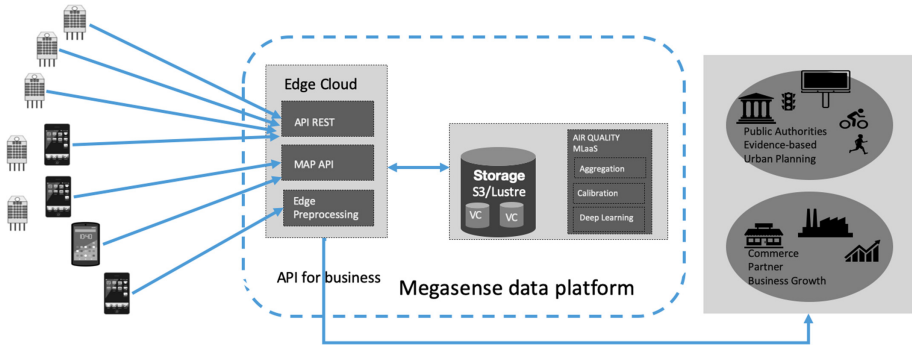 Edge Cloud
API REST
MAP API
Edge
Preprocessing
API for business
Storage
S3/Lustre
VC
VC
AIR QUALITY
MLaaS
Aggregation
Calibration
Deep Learning
Megasense data platform
Public Authorities
Evidence-based
Urban Planning
Commerce
Partner
Business Growth